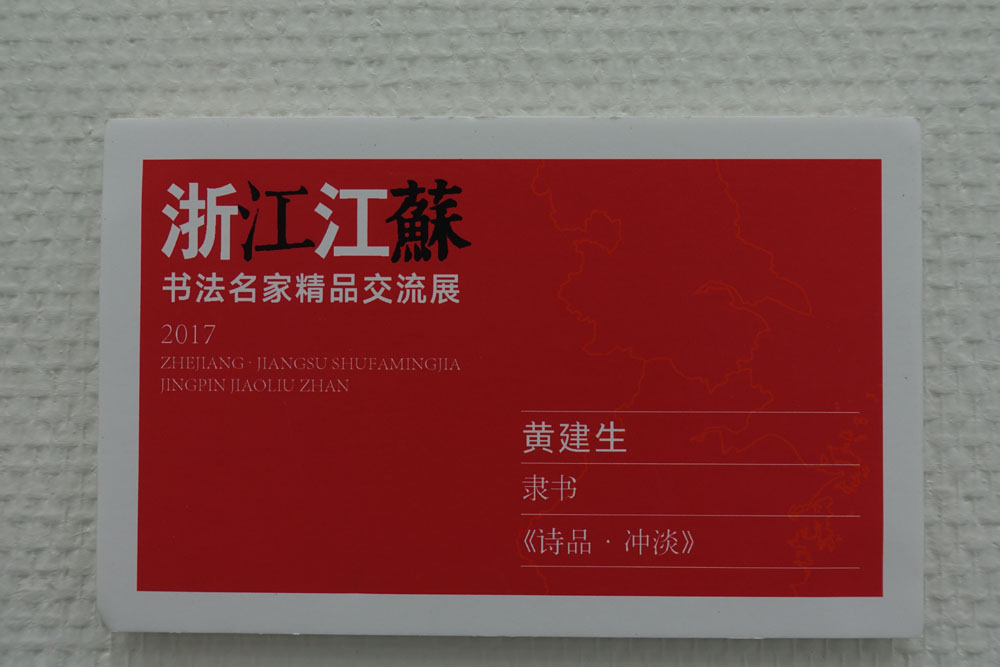 浙江江蘇
书法名家精品交流展
2017
ZHEJIANG · JIANGSU SHUFAMINGJIA
JINGPIN JIAOLIU ZHAN
黄建生
隶书
《诗品 · 冲淡》